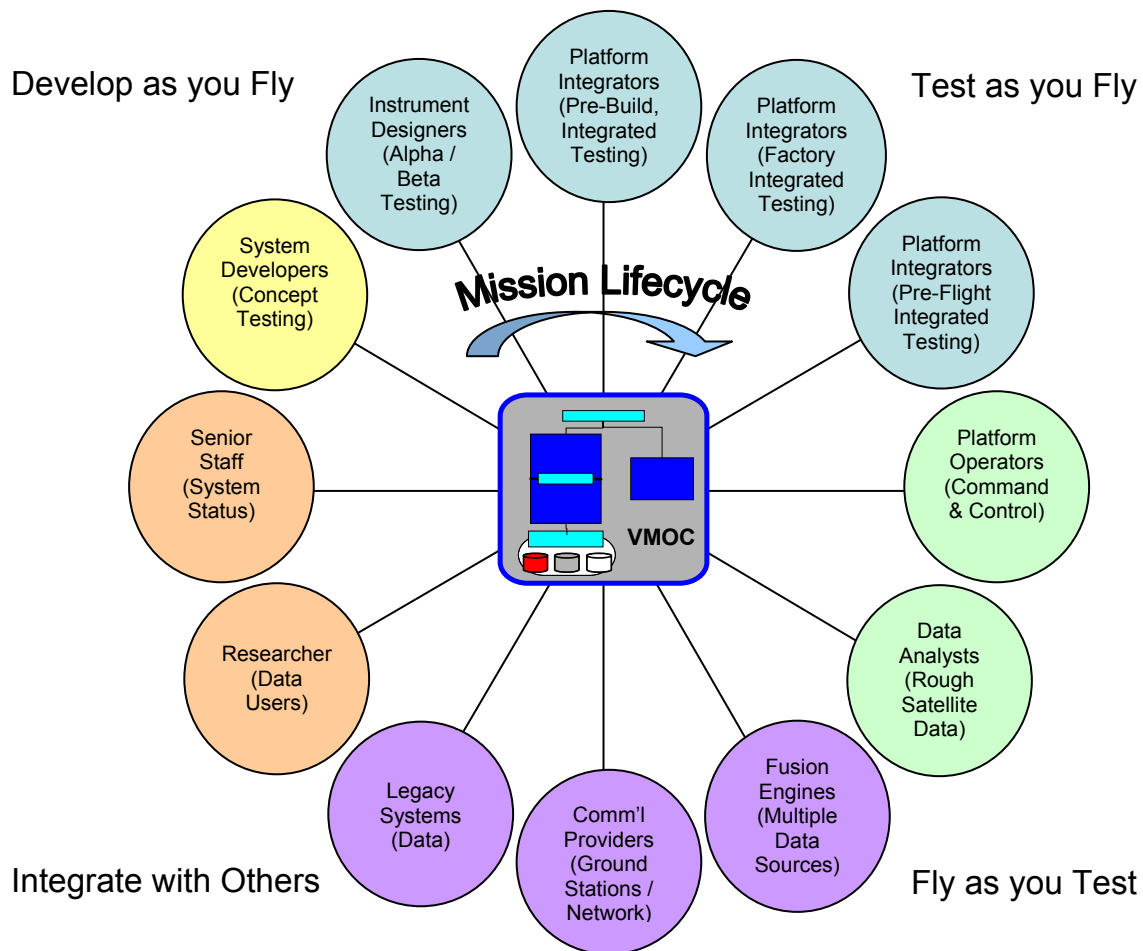 Develop as you Fly
Test as you Fly
Platform
Integrators
(Pre-Build,
Integrated
Testing)
Instrument
Designers
(Alpha /
Beta
Testing)
Platform
Integrators
(Factory
Integrated
Testing)
System
Developers
(Concept
Testing)
Platform
Integrators
(Pre-Flight
Integrated
Testing)
Mission Lifecycle
Senior
Staff
(System
Status)
Platform
Operators
(Command
& Control)
VMOC
Researcher
(Data
Users)
Data
Analysts
(Rough
Satellite
Data)
Legacy
Systems
(Data)
Comm'l
Providers
(Ground
Stations /
Network)
Fusion
Engines
(Multiple
Data
Sources)
Integrate with Others
Fly as you Test